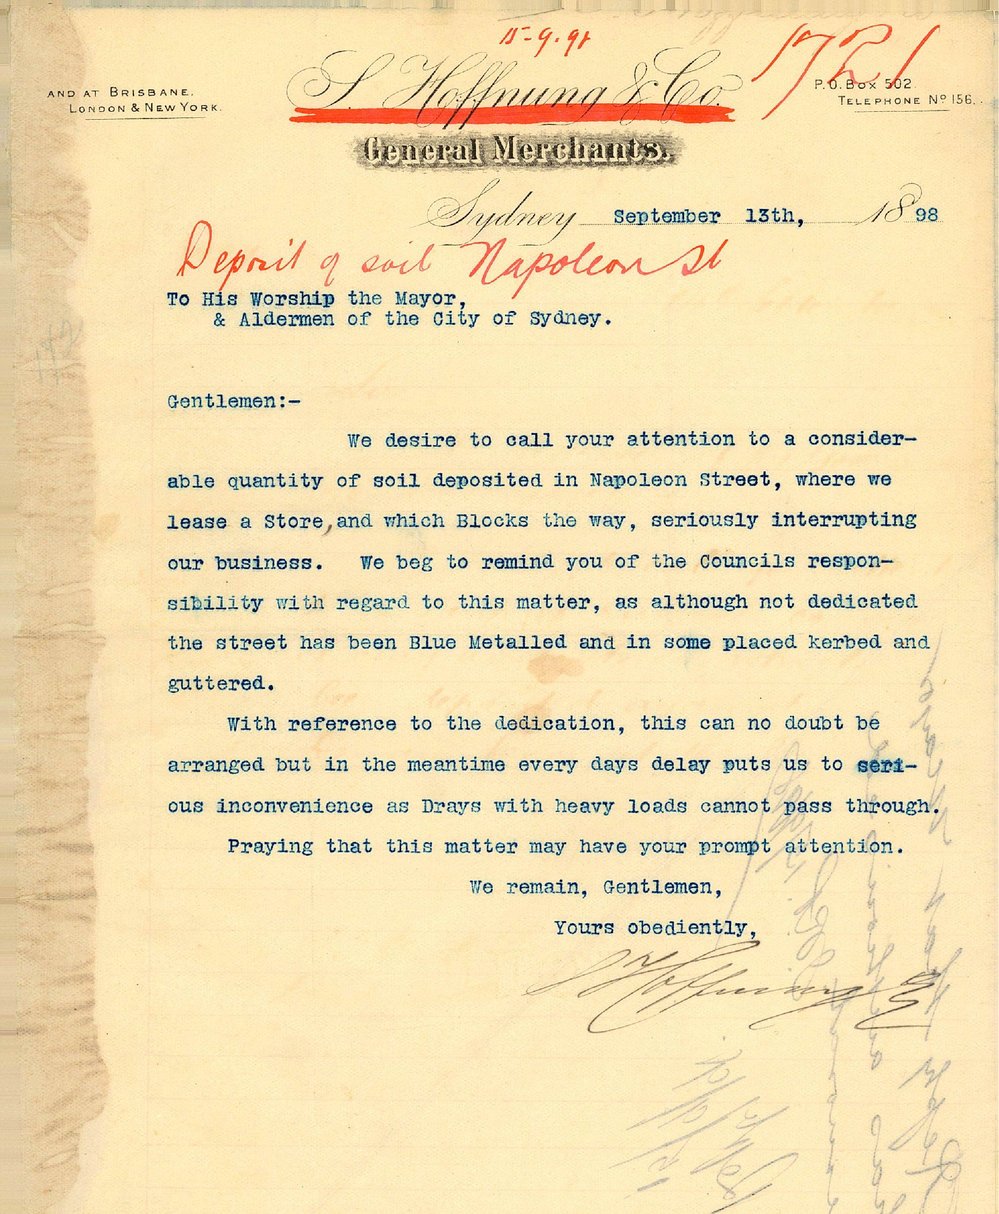 15-9-98
1721
AND AT BRISBANE.
LONDON & NEW YORK.
S. Hoffnung & Co.
P.O. Box 502.
TELEPHONE No 156.
General Merchants.
Sydney September 13th, 1898
Deposit of soil Napoleon St
To His Worship the Mayor,
& Aldermen of the City of Sydney.
Gentlemen:-
We desire to call your attention to a consider-
able quantity of soil deposited in Napoleon Street, where we
lease a Store, and which Blocks the way, seriously interrupting
our business. We beg to remind you of the Councils respon-
sibility with regard to this matter, as although not dedicated
the street has been Blue Metalled and in some placed kerbed and
guttered.
With reference to the dedication, this can no doubt be
arranged but in the meantime every days delay puts us to seri-
ous inconvenience as Drays with heavy loads cannot pass through.
Praying that this matter may have your prompt attention.
We remain, Gentlemen,
Yours obediently,
S Hoffnung & Co